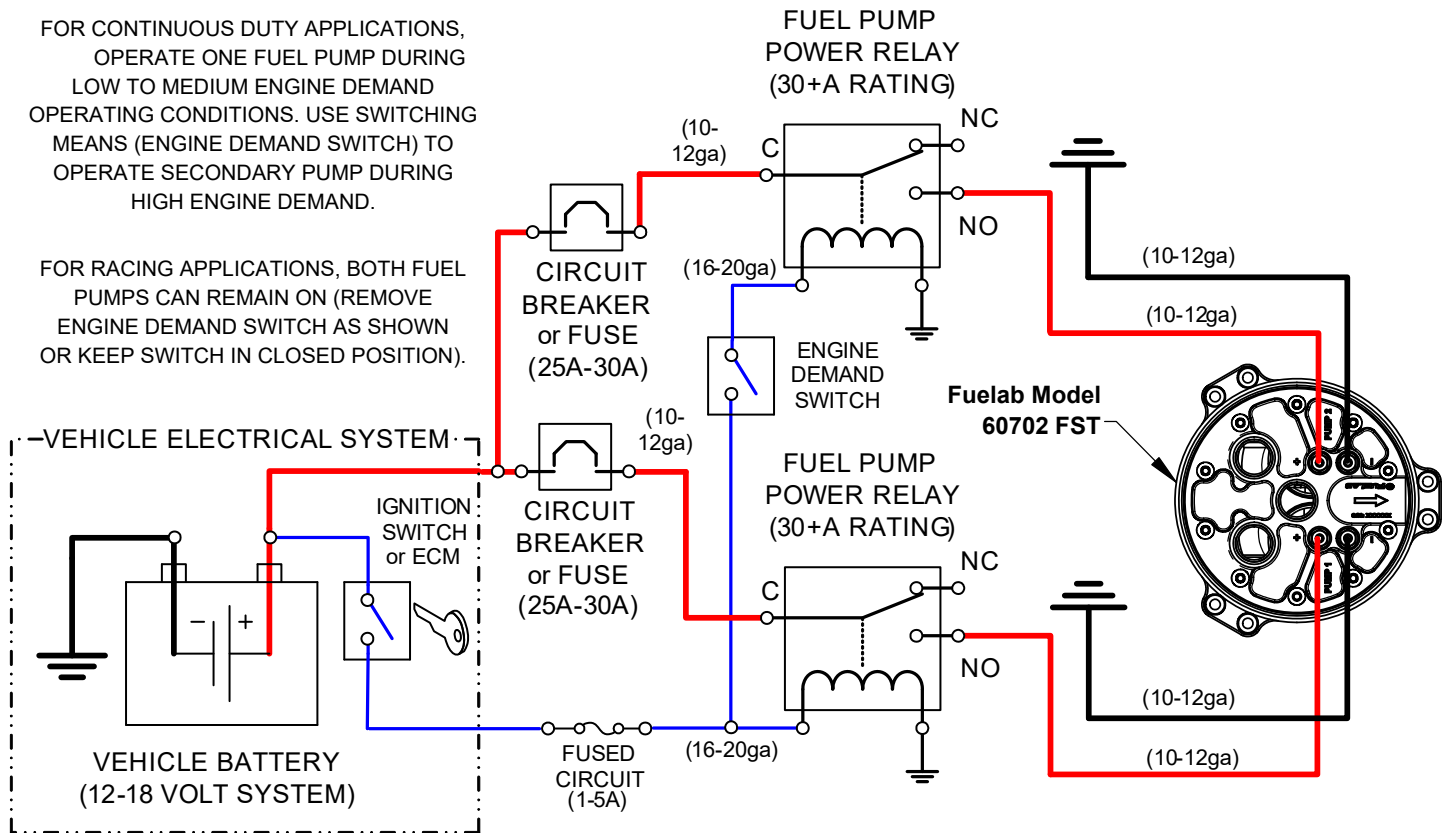 FOR CONTINUOUS DUTY APPLICATIONS,
OPERATE ONE FUEL PUMP DURING
LOW TO MEDIUM ENGINE DEMAND
OPERATING CONDITIONS. USE SWITCHING
MEANS (ENGINE DEMAND SWITCH) TO
OPERATE SECONDARY PUMP DURING
HIGH ENGINE DEMAND.
FOR RACING APPLICATIONS, BOTH FUEL
PUMPS CAN REMAIN ON (REMOVE
ENGINE DEMAND SWITCH AS SHOWN
OR KEEP SWITCH IN CLOSED POSITION).
FUEL PUMP
POWER RELAY
(30+A RATING)
NC
C
NO
(10-
12ga)
CIRCUIT
BREAKER
or FUSE
(25A-30A)
(16-20ga)
ENGINE
DEMAND
SWITCH
(10-12ga)
(10-12ga)
Fuelab Model
60702 FST
PUMP 2
+
−
FUELAB
+
−
PUMP 1
VEHICLE ELECTRICAL SYSTEM
IGNITION
SWITCH
or ECM
−
+
VEHICLE BATTERY
(12-18 VOLT SYSTEM)
(10-
12ga)
CIRCUIT
BREAKER
or FUSE
(25A-30A)
FUEL PUMP
POWER RELAY
(30+A RATING)
NC
C
NO
FUSED
CIRCUIT
(1-5A)
(16-20ga)
(10-12ga)
(10-12ga)